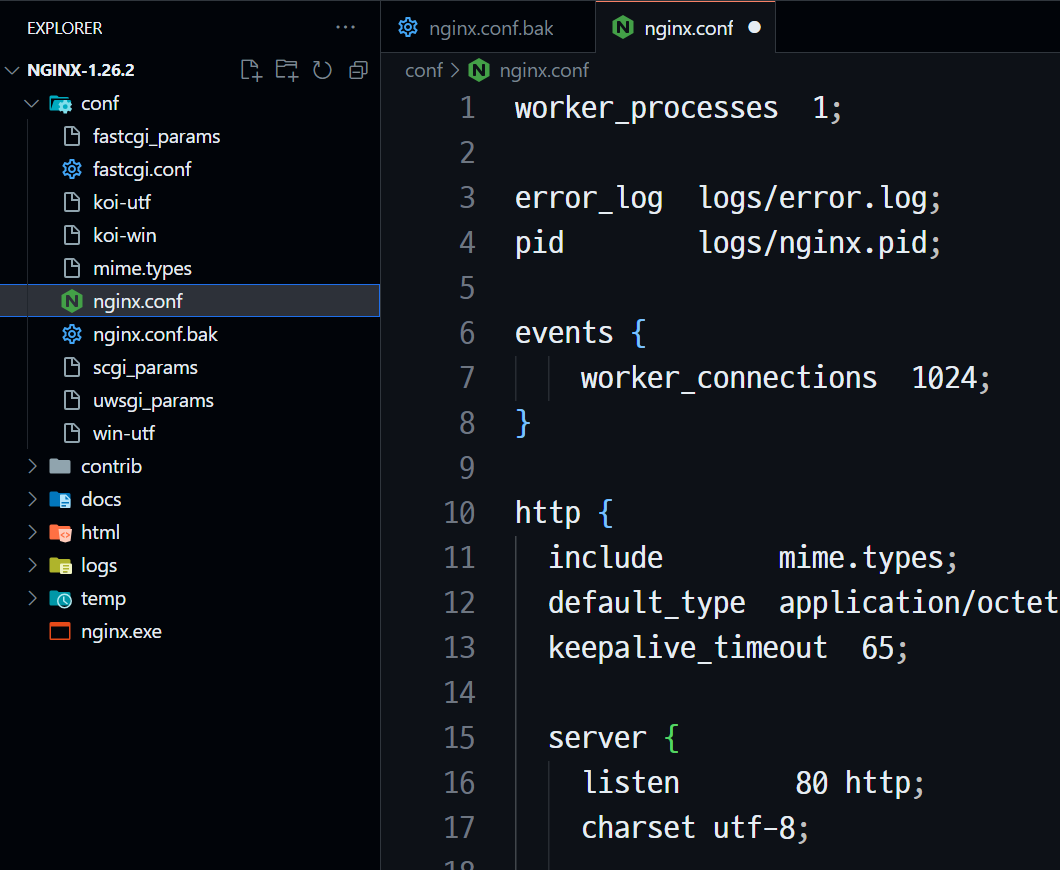 EXPLORER
NGINX-1.26.2
conf
fastcgi_params
fastcgi.conf
koi-utf
koi-win
mime.types
nginx.conf
nginx.conf.bak
scgi_params
uwsgi_params
win-utf
contrib
docs
html
logs
temp
nginx.exe
nginx.conf.bak
nginx.conf
conf > nginx.conf
1 worker_processes  1;
2
3 error_log  logs/error.log;
4 pid        logs/nginx.pid;
5
6 events {
7     worker_connections  1024;
8 }
9
10 http {
11   include       mime.types;
12   default_type  application/octet
13   keepalive_timeout  65;
14
15   server {
16     listen       80 http;
17     charset utf-8;
18